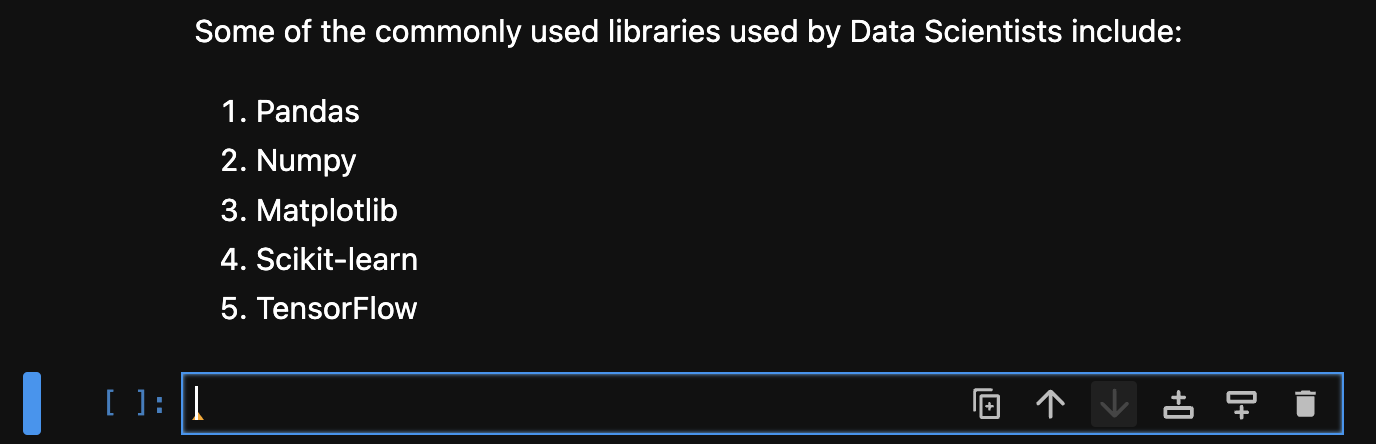 Some of the commonly used libraries used by Data Scientists include:
1. Pandas
2. Numpy
3. Matplotlib
4. Scikit-learn
5. TensorFlow
[ ]: